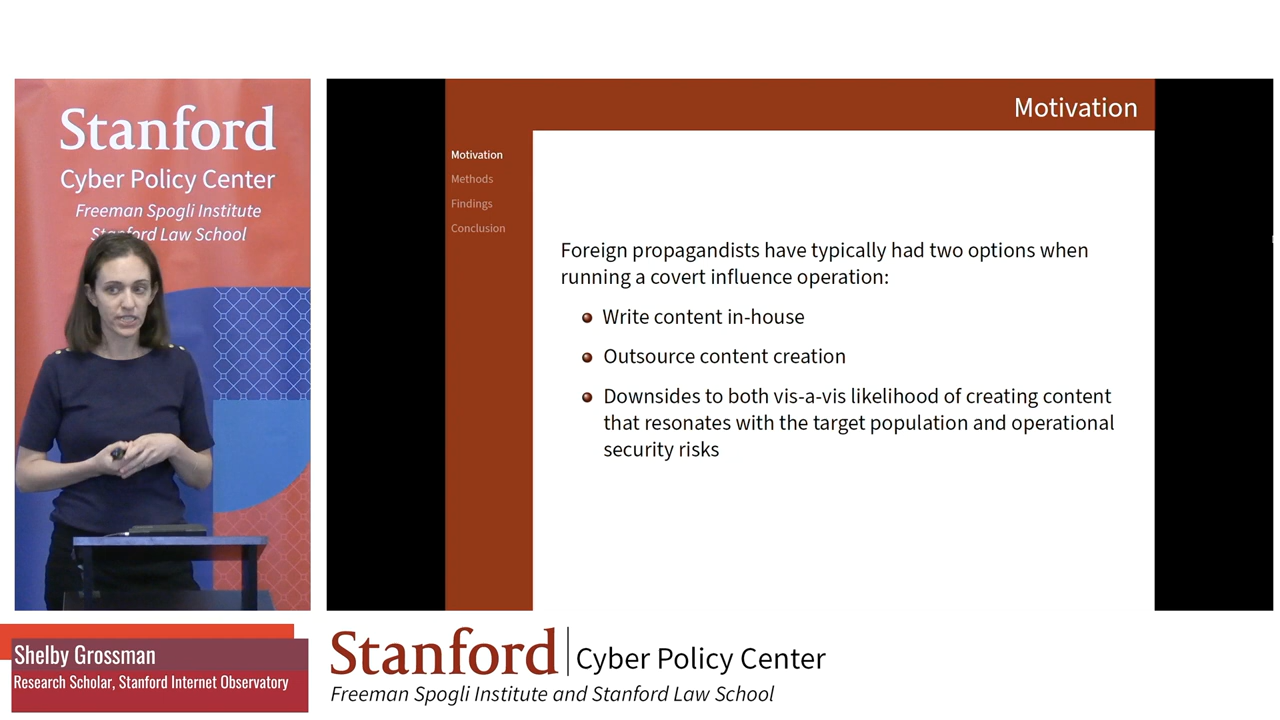 Stanford
Cyber Policy Center
Freeman Spogli Institute
Stanford Law School
Motivation
Motivation
Methods
Findings
Conclusion
Foreign propagandists have typically had two options when
running a covert influence operation:
Write content in-house
Outsource content creation
Downsides to both vis-a-vis likelihood of creating content
that resonates with the target population and operational
security risks
Shelby Grossman
Research Scholar, Stanford Internet Observatory
Stanford | Cyber Policy Center
Freeman Spogli Institute and Stanford Law School